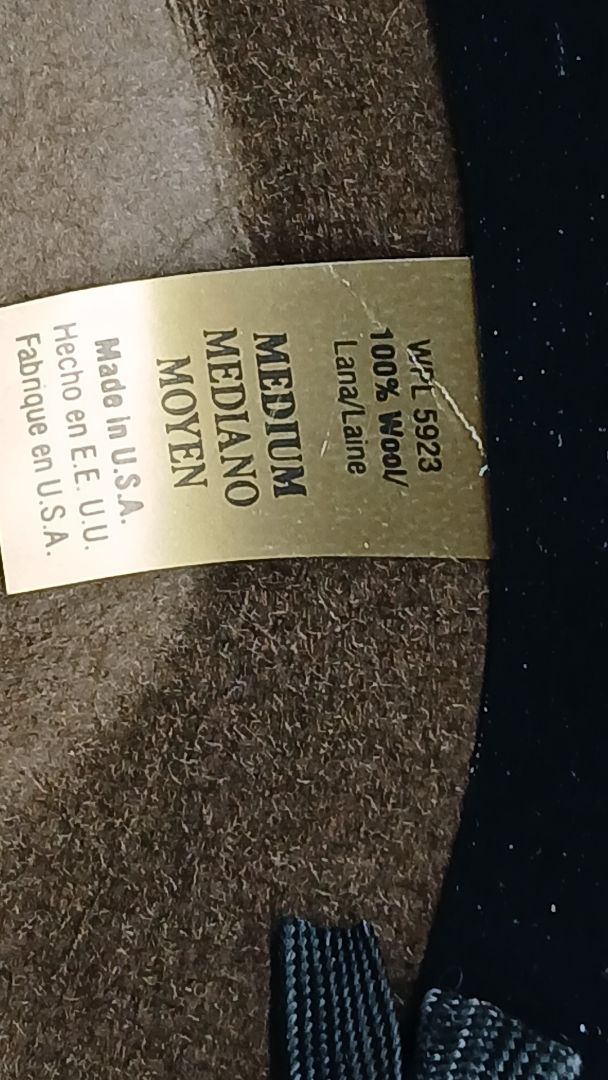 WPL 5923
100% Wool/
Lana/Laine
MEDIUM
MEDIANO
MOYEN
Made in U.S.A.
Hecho en E.E. U.U.
Fabrique en U.S.A.